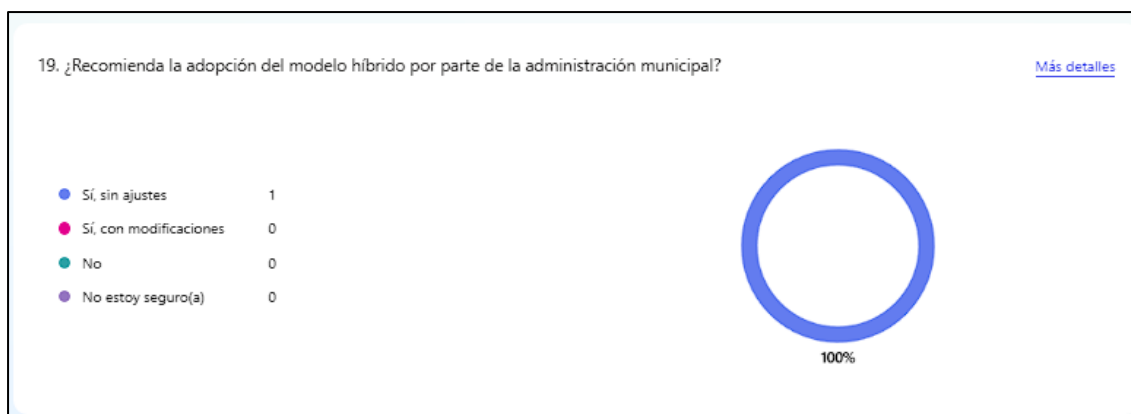 19. ¿Recomienda la adopción del modelo híbrido por parte de la administración municipal?
Más detalles
Sí, sin ajustes 1
Sí, con modificaciones 0
No 0
No estoy seguro(a) 0
100%